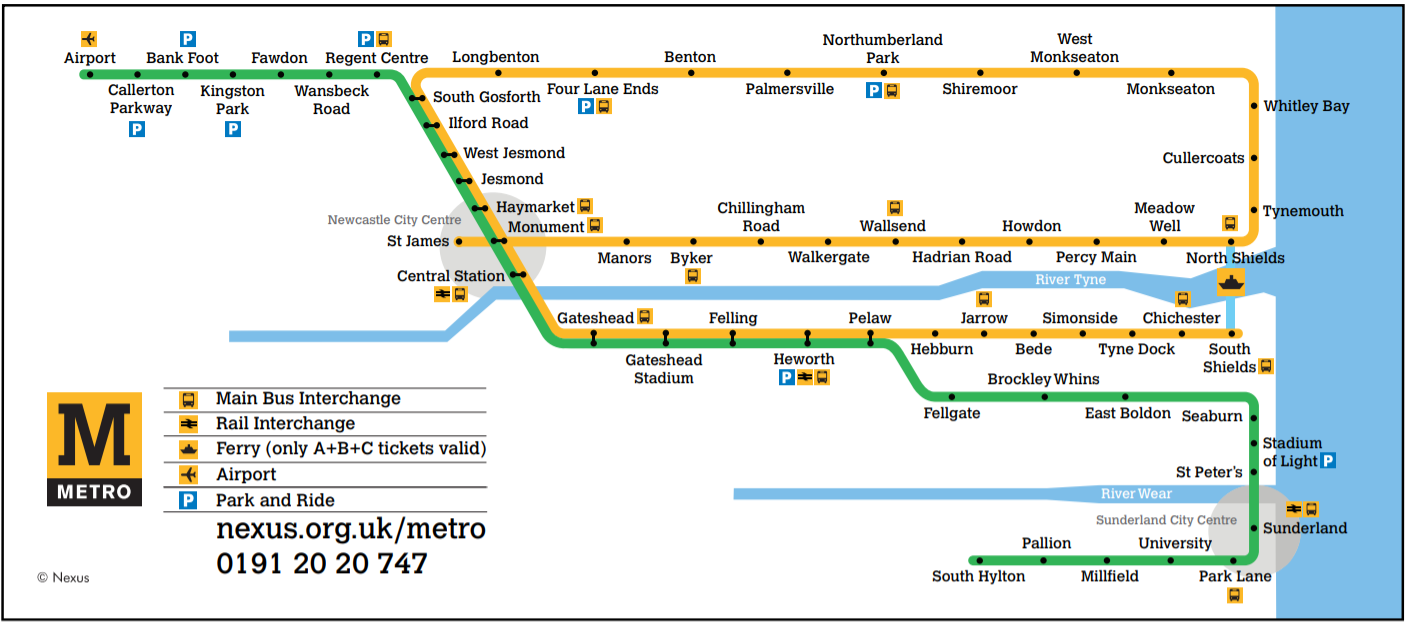 Airport
Bank Foot
Fawdon
Regent Centre
Callerton
Parkway
Kingston
Park
Wansbeck
Road
Longbenton
Four Lane Ends
Benton
Palmersville
Northumberland
Park
Shiremoor
West
Monkseaton
Monkseaton
Whitley Bay
Cullercoats
Tynemouth
South Gosforth
Ilford Road
West Jesmond
Jesmond
Haymarket
Newcastle City Centre
Monument
St James
Central Station
Manors
Byker
Chillingham
Road
Walkergate
Wallsend
Hadrian Road
Howdon
Percy Main
Meadow
Well
North Shields
River Tyne
Gateshead
Gateshead
Stadium
Felling
Heworth
Pelaw
Hebburn
Jarrow
Bede
Simonside
Tyne Dock
Chichester
South
Shields
Fellgate
Brockley Whins
East Boldon
Seaburn
Stadium
of Light P
St Peter's
River Wear
Sunderland City Centre
Sunderland
Park Lane
University
Millfield
Pallion
South Hylton
M
METRO
Main Bus Interchange
Rail Interchange
Ferry (only A+B+C tickets valid)
Airport
P Park and Ride
nexus.org.uk/metro
0191 20 20 747
© Nexus